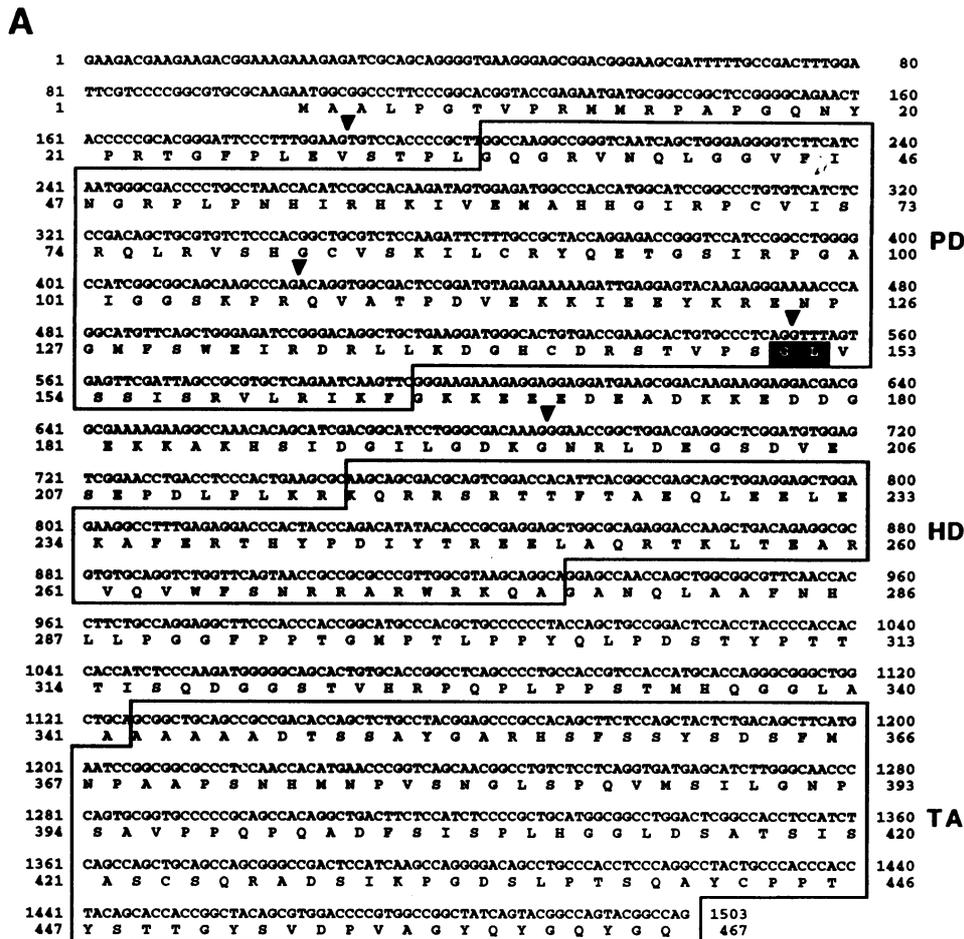 A
1 GAAGACGAAGAAGACGGAAAGAAAGAGATCGCAGCAGGGGTGAAGGGAGCGGACGGGAAGCGATTTTTGCCGACTTTGGA 80
81 TTCGTCCCCGGCGTGCGCAAGAATGGCGGCCCTTCCCGGCACGGTACCGAGAATGATGCGGCCGGCTCCGGGGCAGAACT 160
1 M A A L P G T V P R M M R P A P G Q N Y 20
161 ACCCCCGCACGGGATTCCCTTTGGAAGTGTCCACCCCGCTTGGCCAAGGCCGGGTCAATCAGCTGGGAGGGGTCTTCATC 240
21 P R T G F P L E V S T P L G Q G R V N Q L G G V F I 46
241 AATGGGCGACCCCTGCCTAACCACATCCGCCACAAGATAGTGGAGATGGCCCACCATGGCATCCGGCCCTGTGTCATCTC 320
47 N G R P L P N H I R H K I V E M A H H G I R P C V I S 73
321 CCGACAGCTGCGTGTCTCCCACGGCTGCGTCTCCAAGATTCTTTGCCGCTACCAGGAGACCGGGTCCATCCGGCCTGGGG 400 PD
74 R Q L R V S H G C V S K I L C R Y Q E T G S I R P G A 100
401 CCATCGGCGGCAGCAAGCCCAGACAGGTGGCGACTCCGGATGTAGAGAAAAAGATTGAGGAGTACAAGAGGGAAAACCCA 480
101 I G G S K P R Q V A T P D V E K K I E E Y K R E N P 126
481 GGCATGTTCAGCTGGGAGATCCGGGACAGGCTGCTGAAGGATGGGCACTGTGACCGAAGCACTGTGCCCTCAGGTTTAGT 560
127 G M F S W E I R D R L L K D G H C D R S T V P S G L V 153
561 GAGTTCGATTAGCCGCGTGCTCAGAATCAAGTTCGGGAAGAAAGAGGAGGAGGATGAAGCGGACAAGAAGGAGGACGACG 640
154 S S I S R V L R I K F G K K E E E D E A D K K E D D G 180
641 GCGAAAAGAAGGCCAAACACAGCATCGACGGCATCCTGGGCGACAAAGGGAACCGGCTGGACGAGGGCTCGGATGTGGAG 720
181 E K K A K H S I D G I L G D K G N R L D E G S D V E 206
721 TCGGAACCTGACCTCCCACTGAAGCGCAAGCAGCGACGCAGTCGGACCACATTCACGGCCGAGCAGCTGGAGGAGCTGGA 800
207 S E P D L P L K R K Q R R S R T T F T A E Q L E E L E 233
801 GAAGGCCTTTGAGAGGACCCACTACCCAGACATATACACCCGCGAGGAGCTGGCGCAGAGGACCAAGCTGACAGAGGCGC 880 HD
234 K A F E R T H Y P D I Y T R E E L A Q R T K L T E A R 260
881 GTGTGCAGGTCTGGTTCAGTAACCGCCGCGCCCGTTGGCGTAAGCAGGCAGGAGCCAACCAGCTGGCGGCGTTCAACCAC 960
261 V Q V W F S N R R A R W R K Q A G A N Q L A A F N H 286
961 CTTCTGCCAGGAGGCTTCCCACCCACCGGCATGCCCACGCTGCCCCCCTACCAGCTGCCGGACTCCACCTACCCCACCAC 1040
287 L L P G G F P P T G M P T L P P Y Q L P D S T Y P T T 313
1041 CACCATCTCCCAAGATGGGGGCAGCACTGTGCACCGGCCTCAGCCCCTGCCACCGTCCACCATGCACCAGGGCGGGCTGG 1120
314 T I S Q D G G S T V H R P Q P L P P S T M H Q G G L A 340
1121 CTGCAGCGGCTGCAGCCGCCGACACCAGCTCTGCCTACGGAGCCCGCCACAGCTTCTCCAGCTACTCTGACAGCTTCATG 1200
341 A A A A A D T S S A Y G A R H S F S S Y S D S F M 366
1201 AATCCGGCGGCGCCCTCCAACCACATGAACCCGGTCAGCAACGGCCTGTCTCCTCAGGTGATGAGCATCTTGGGCAACCC 1280
367 N P A A P S N H M N P V S N G L S P Q V M S I L G N P 393
1281 CAGTGCGGTGCCCCCGCAGCCACAGGCTGACTTCTCCATCTCCCCGCTGCATGGCGGCCTGGACTCGGCCACCTCCATCT 1360 TA
394 S A V P P Q P Q A D F S I S P L H G G L D S A T S I S 420
1361 CAGCCAGCTGCAGCCAGCGGGCCGACTCCATCAAGCCAGGGGACAGCCTGCCCACCTCCCAGGCCTACTGCCCACCCACC 1440
421 A S C S Q R A D S I K P G D S L P T S Q A Y C P P T 446
1441 TACAGCACCACCGGCTACAGCGTGGACCCCGTGGCCGGCTATCAGTACGGCCAGTACGGCCAG 1503
447 Y S T T G Y S V D P V A G Y Q Y G Q Y G Q 467